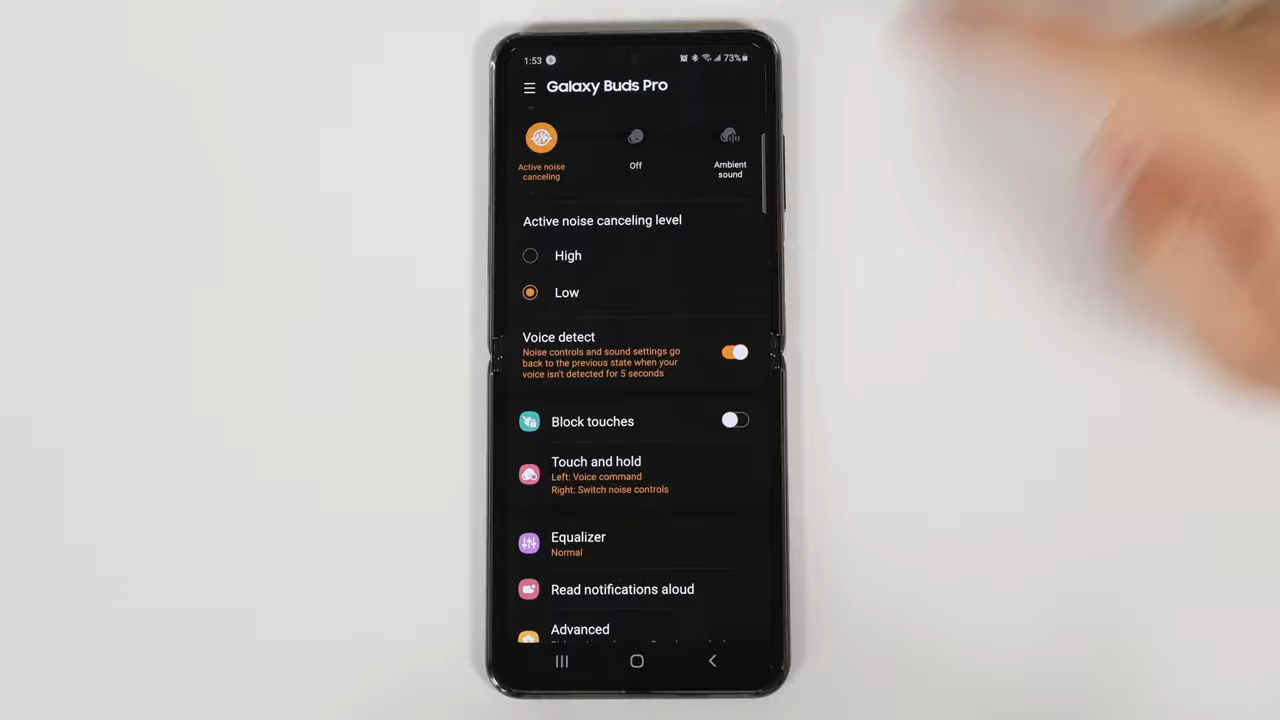 1:53
73%
Galaxy Buds Pro
Active noise
canceling
Off
Ambient
sound
Active noise canceling level
High
Low
Voice detect
Noise controls and sound settings go
back to the previous state when your
voice isn't detected for 5 seconds
Block touches
Touch and hold
Left: Voice command
Right: Switch noise controls
Equalizer
Normal
Read notifications aloud
Advanced